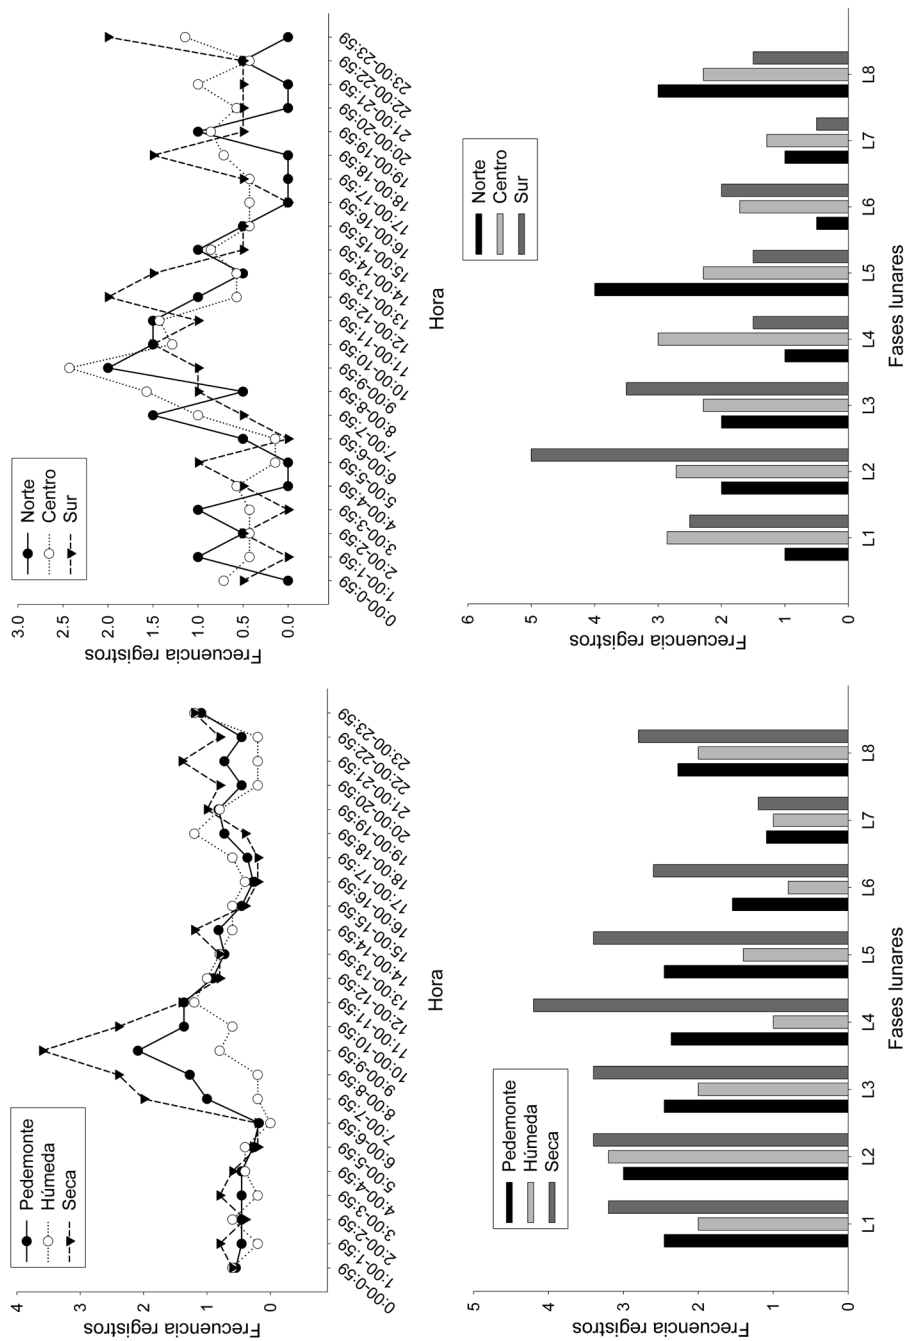 Frecuencia registros
4
3
2
1
0
Pedemonte
Húmeda
Seca
0:00-0:59
1:00-1:59
2:00-2:59
3:00-3:59
4:00-4:59
5:00-5:59
6:00-6:59
7:00-7:59
8:00-8:59
9:00-9:59
10:00-10:59
11:00-11:59
12:00-12:59
13:00-13:59
14:00-14:59
15:00-15:59
16:00-16:59
17:00-17:59
18:00-18:59
19:00-19:59
20:00-20:59
21:00-21:59
22:00-22:59
23:00-23:59
Hora
Frecuencia registros
3.0
2.5
2.0
1.5
1.0
0.5
0.0
Norte
Centro
Sur
0:00-0:59
1:00-1:59
2:00-2:59
3:00-3:59
4:00-4:59
5:00-5:59
6:00-6:59
7:00-7:59
8:00-8:59
9:00-9:59
10:00-10:59
11:00-11:59
12:00-12:59
13:00-13:59
14:00-14:59
15:00-15:59
16:00-16:59
17:00-17:59
18:00-18:59
19:00-19:59
20:00-20:59
21:00-21:59
22:00-22:59
23:00-23:59
Hora
Frecuencia registros
5
4
3
2
1
0
Pedemonte
Húmeda
Seca
L1
L2
L3
L4
L5
L6
L7
L8
Fases lunares
Frecuencia registros
6
5
4
3
2
1
0
Norte
Centro
Sur
L1
L2
L3
L4
L5
L6
L7
L8
Fases lunares